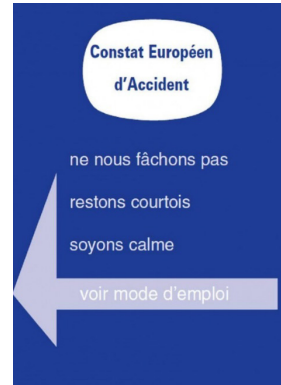 Constat Européen
d'Accident
ne nous fâchons pas
restons courtois
soyons calme
voir mode d'emploi